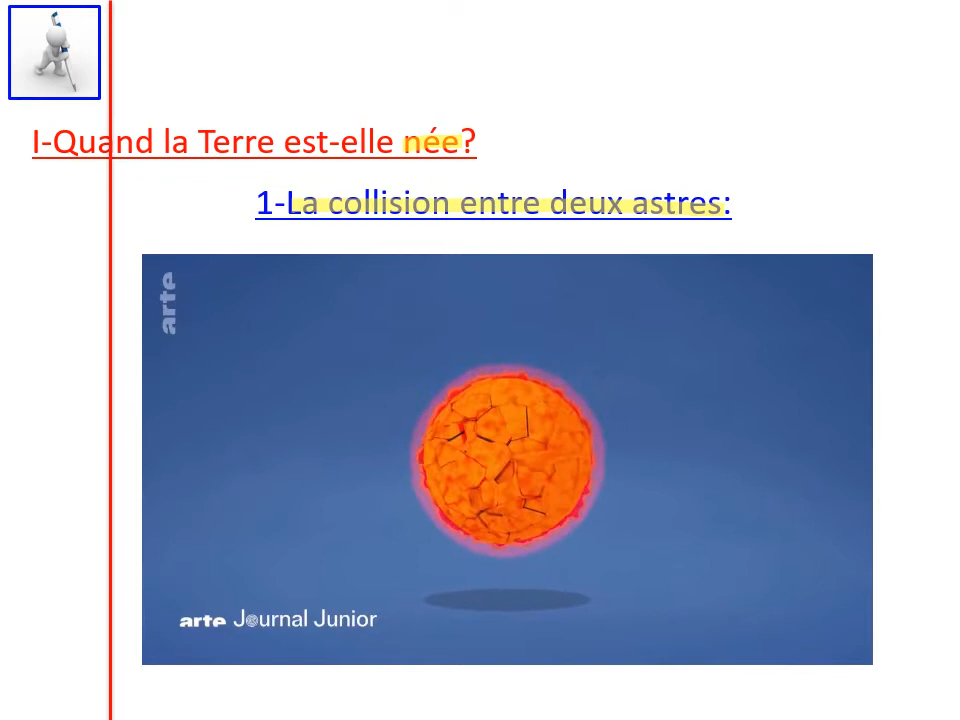 I-Quand la Terre est-elle née?
1-La collision entre deux astres:
arte
arte Journal Junior